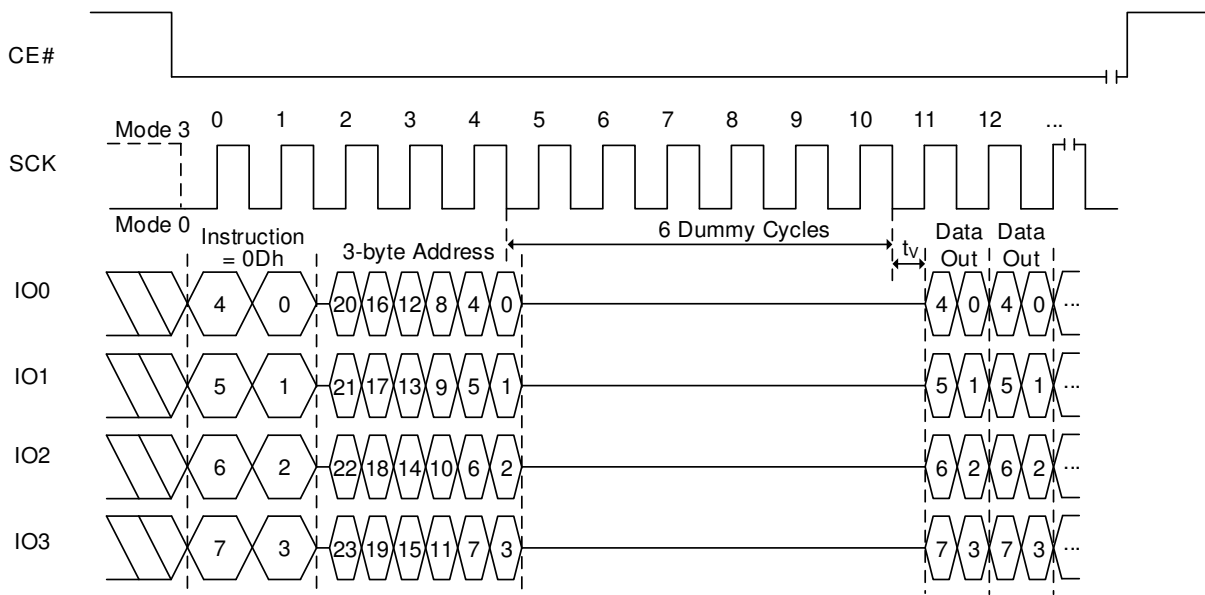 CE#
0 1 2 3 4 5 6 7 8 9 10 11 12 ...
Mode 3
SCK
Mode 0
Instruction
= 0Dh
3-byte Address
6 Dummy Cycles
tV
Data
Out
Data
Out
IO0 4 0 20 16 12 8 4 0 4 0 4 0 ...
IO1 5 1 21 17 13 9 5 1 5 1 5 1 ...
IO2 6 2 22 18 14 10 6 2 6 2 6 2 ...
IO3 7 3 23 19 15 11 7 3 7 3 7 3 ...